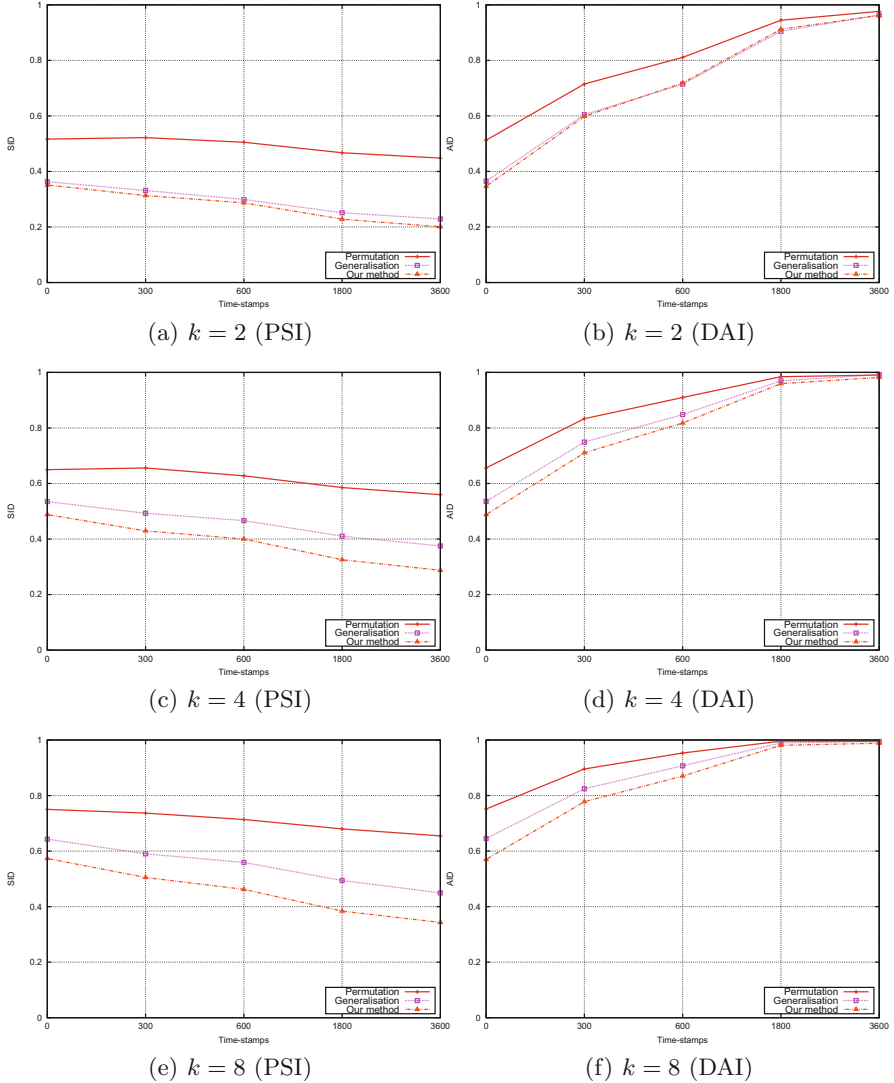 1
0.8
0.6
0.4
0.2
0
SID
0 300 600 1800 3600
Time-stamps
Permutation
Generalisation
Our method
(a) k = 2 (PSI)
1
0.8
0.6
0.4
0.2
0
AID
0 300 600 1800 3600
Time-stamps
Permutation
Generalisation
Our method
(b) k = 2 (DAI)
1
0.8
0.6
0.4
0.2
0
SID
0 300 600 1800 3600
Time-stamps
Permutation
Generalisation
Our method
(c) k = 4 (PSI)
1
0.8
0.6
0.4
0.2
0
AID
0 300 600 1800 3600
Time-stamps
Permutation
Generalisation
Our method
(d) k = 4 (DAI)
1
0.8
0.6
0.4
0.2
0
SID
0 300 600 1800 3600
Time-stamps
Permutation
Generalisation
Our method
(e) k = 8 (PSI)
1
0.8
0.6
0.4
0.2
0
AID
0 300 600 1800 3600
Time-stamps
Permutation
Generalisation
Our method
(f) k = 8 (DAI)